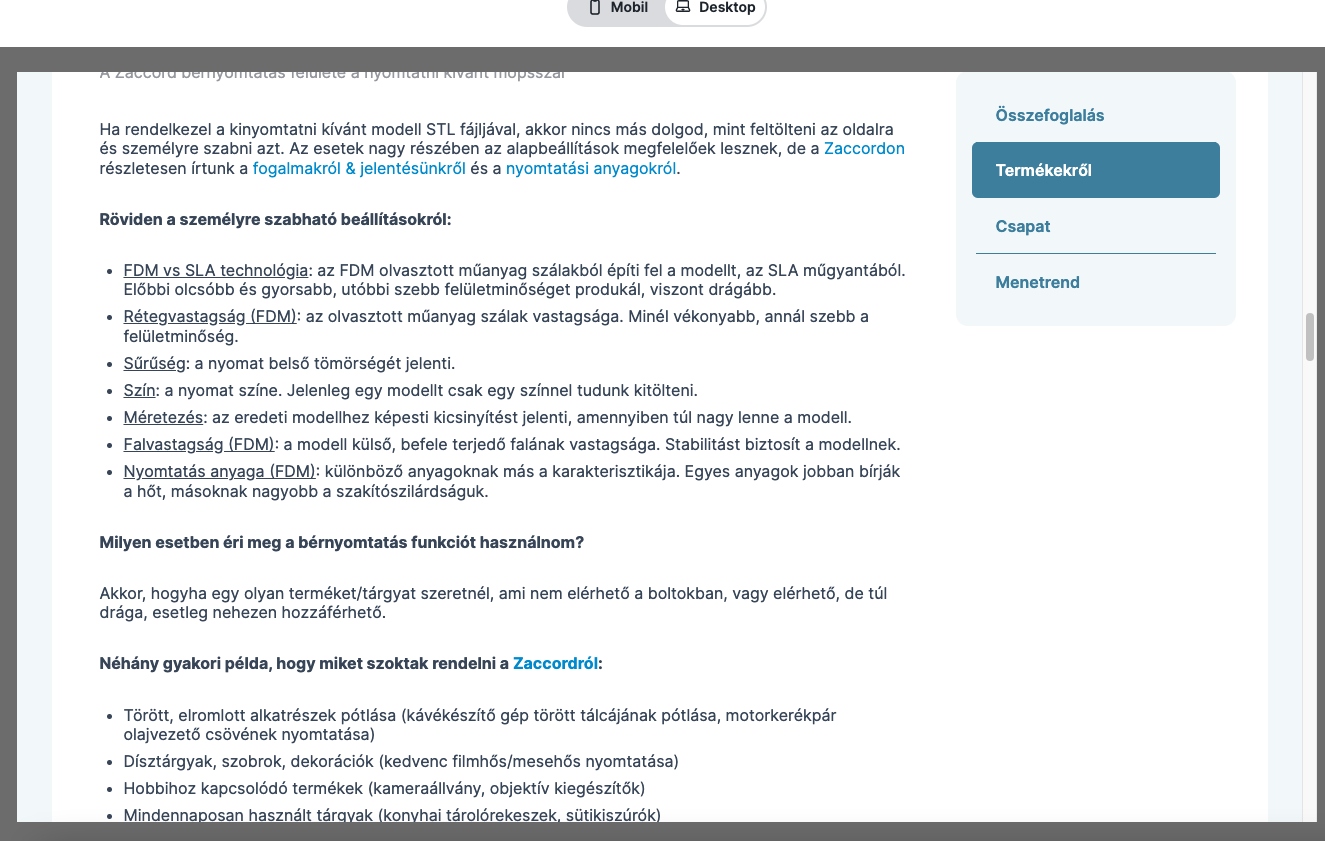 Mobil
Desktop
A Zaccord bérnyomtatás felülete a nyomtatni kívánt mopsszal
Ha rendelkezel a kinyomtatni kívánt modell STL fájljával, akkor nincs más dolgod, mint feltölteni az oldalra
és személyre szabni azt. Az esetek nagy részében az alapbeállítások megfelelőek lesznek, de a Zaccordon
részletesen írtunk a fogalmakról & jelentésünkről és a nyomtatási anyagokról.
Röviden a személyre szabható beállításokról:
• FDM vs SLA technológia: az FDM olvasztott műanyag szálakból építi fel a modellt, az SLA műgyantából.
Előbbi olcsóbb és gyorsabb, utóbbi szebb felületminőséget produkál, viszont drágább.
• Rétegvastagság (FDM): az olvasztott műanyag szálak vastagsága. Minél vékonyabb, annál szebb a
felületminőség.
• Sűrűség: a nyomat belső tömörségét jelenti.
• Szín: a nyomat színe. Jelenleg egy modellt csak egy színnel tudunk kitölteni.
• Méretezés: az eredeti modellhez képesti kicsinyítést jelenti, amennyiben túl nagy lenne a modell.
• Falvastagság (FDM): a modell külső, befele terjedő falának vastagsága. Stabilitást biztosít a modellnek.
• Nyomtatás anyaga (FDM): különböző anyagoknak más a karakterisztikája. Egyes anyagok jobban bírják
a hőt, másoknak nagyobb a szakítószilárdságuk.
Milyen esetben éri meg a bérnyomtatás funkciót használnom?
Akkor, hogyha egy olyan terméket/tárgyat szeretnél, ami nem elérhető a boltokban, vagy elérhető, de túl
drága, esetleg nehezen hozzáférhető.
Néhány gyakori példa, hogy miket szoktak rendelni a Zaccordról:
• Törött, elromlott alkatrészek pótlása (kávékészítő gép törött tálcájának pótlása, motorkerékpár
olajvezető csövének nyomtatása)
• Dísztárgyak, szobrok, dekorációk (kedvenc filmhős/mesehős nyomtatása)
• Hobbihoz kapcsolódó termékek (kameraállvány, objektív kiegészítők)
• Mindennaposan használt tárgyak (konyhai tárolórekeszek, sütikiszúrók)
Összefoglalás
Termékekről
Csapat
Menetrend